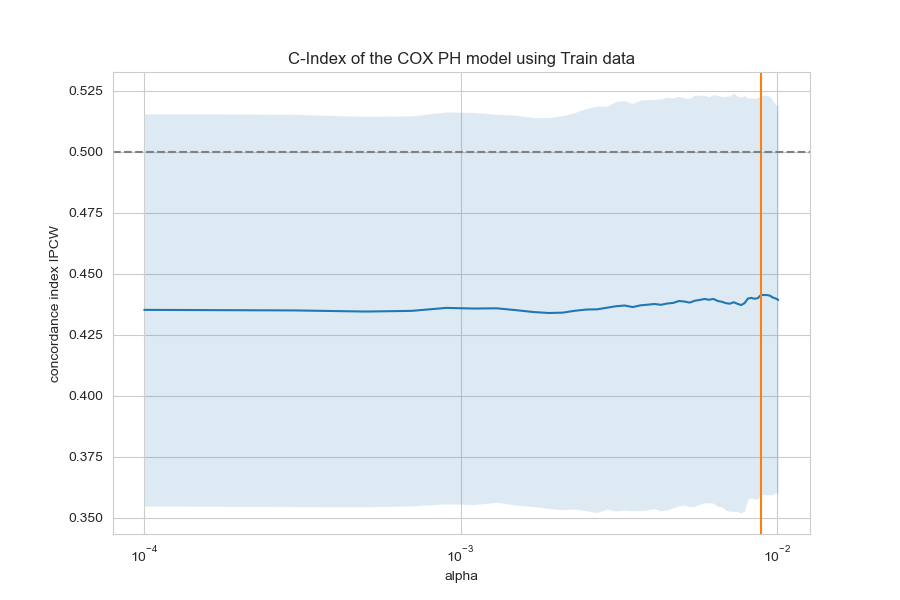 C-Index of the COX PH model using Train data
concordance index IPCW
0.525
0.500
0.475
0.450
0.425
0.400
0.375
0.350
10⁻⁴ 10⁻³ 10⁻²
alpha